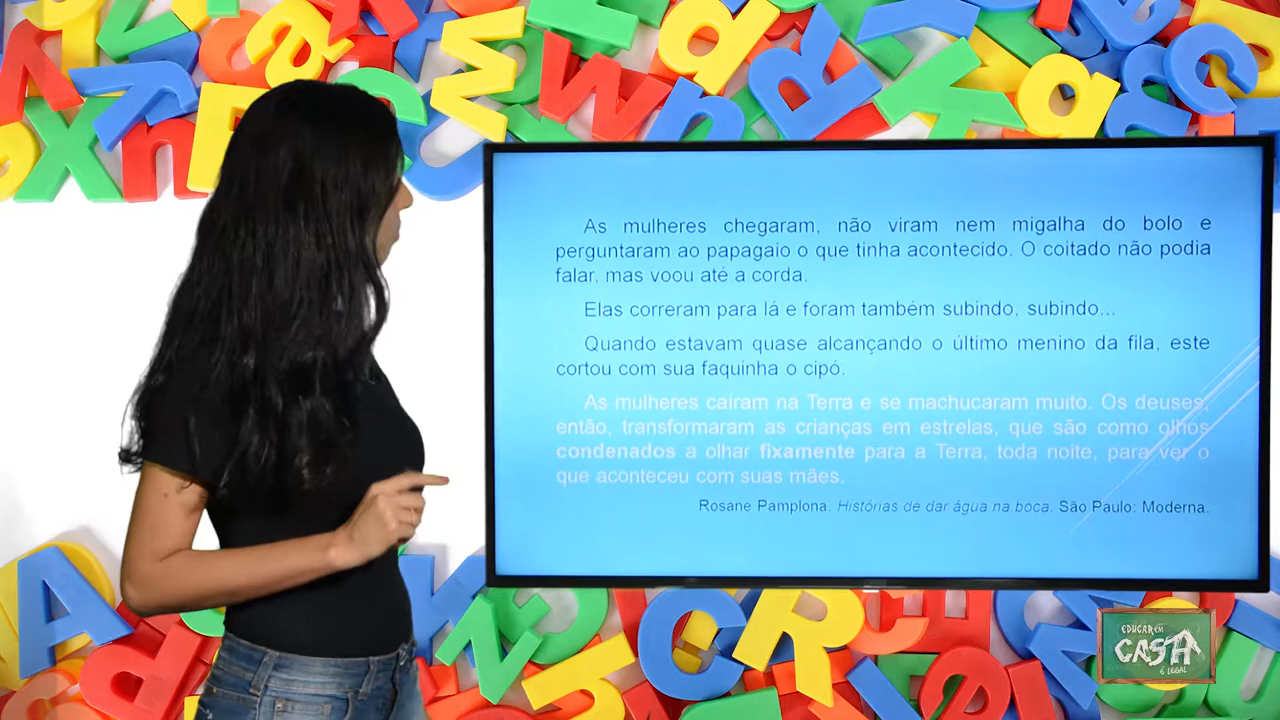 As mulheres chegaram, não viram nem migalha do bolo e
perguntaram ao papagaio o que tinha acontecido. O coitado não podia
falar, mas voou até a corda.
Elas correram para lá e foram também subindo, subindo...
Quando estavam quase alcançando o último menino da fila, este
cortou com sua faquinha o cipó.
As mulheres caíram na Terra e se machucaram muito. Os deuses,
então, transformaram as crianças em estrelas, que são como olhos
condenados a olhar fixamente para a Terra, toda noite, para ver o
que aconteceu com suas mães.
Rosane Pamplona. Histórias de dar água na boca. São Paulo: Moderna.
EDUCAR EM
CASA
É LEGAL